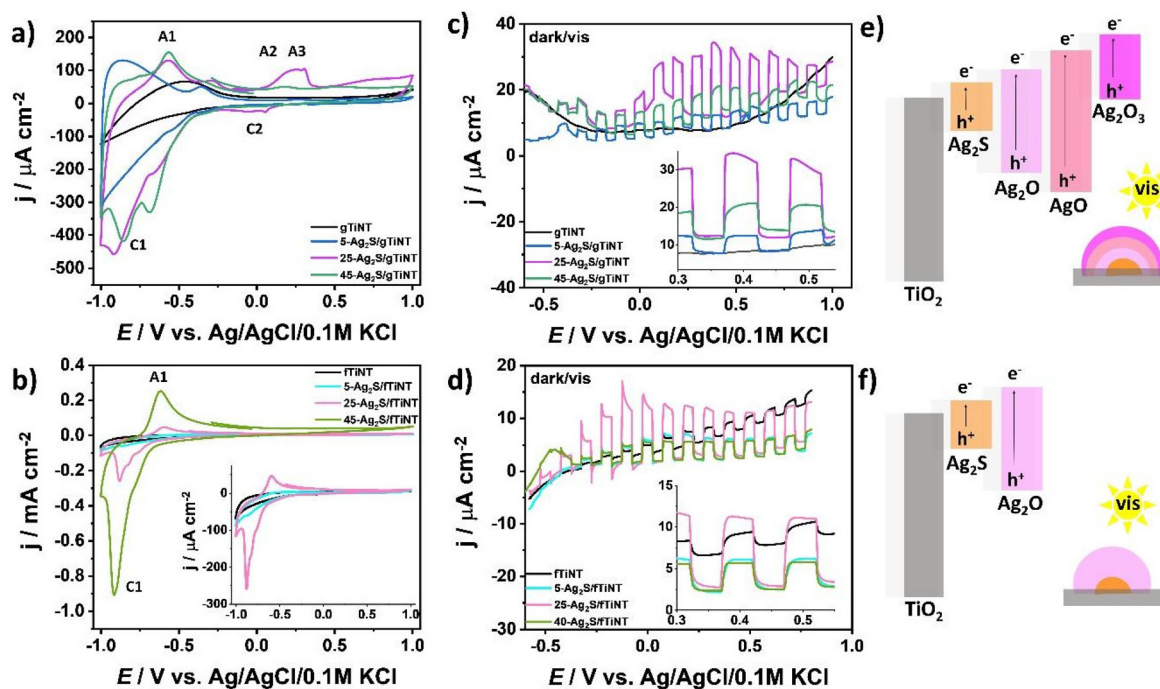 a)
A1
A2 A3
C2
C1
j / µA cm⁻²
200
100
0
-100
-200
-300
-400
-500
gTiNT
5-Ag₂S/gTiNT
25-Ag₂S/gTiNT
45-Ag₂S/gTiNT
-1.0 -0.5 0.0 0.5 1.0
E / V vs. Ag/AgCl/0.1M KCl
c)
dark/vis
j / µA cm⁻²
40
20
0
-20
-40
gTiNT
5-Ag₂S/gTiNT
25-Ag₂S/gTiNT
45-Ag₂S/gTiNT
30
20
10
0.3 0.4 0.5
-0.5 0.0 0.5 1.0
E / V vs. Ag/AgCl/0.1M KCl
e)
e⁻
e⁻
e⁻
e⁻
h⁺
Ag₂O₃
h⁺
Ag₂S
h⁺
Ag₂O
h⁺
AgO
vis
TiO₂
b)
A1
C1
j / mA cm⁻²
0.4
0.2
0.0
-0.2
-0.4
-0.6
-0.8
-1.0
fTiNT
5-Ag₂S/fTiNT
25-Ag₂S/fTiNT
45-Ag₂S/fTiNT
j / µA cm⁻²
0
-100
-200
-300
-1.0 -0.5 0.0 0.5 1.0
-1.0 -0.5 0.0 0.5 1.0
E / V vs. Ag/AgCl/0.1M KCl
d)
dark/vis
j / µA cm⁻²
20
15
10
5
0
-5
-10
-15
-20
-25
-30
fTiNT
5-Ag₂S/fTiNT
25-Ag₂S/fTiNT
40-Ag₂S/fTiNT
15
10
5
0
0.3 0.4 0.5
-0.5 0.0 0.5 1.0
E / V vs. Ag/AgCl/0.1M KCl
f)
e⁻
e⁻
h⁺
Ag₂S
h⁺
Ag₂O
vis
TiO₂